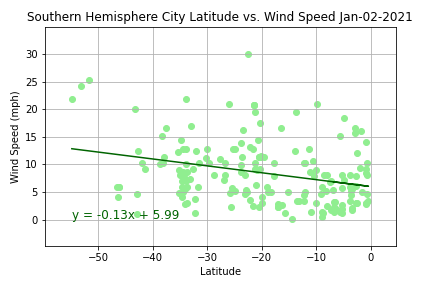 Southern Hemisphere City Latitude vs. Wind Speed Jan-02-2021
Wind Speed (mph)
30
25
20
15
10
5
0
y = -0.13x + 5.99
−50 −40 −30 −20 −10 0
Latitude